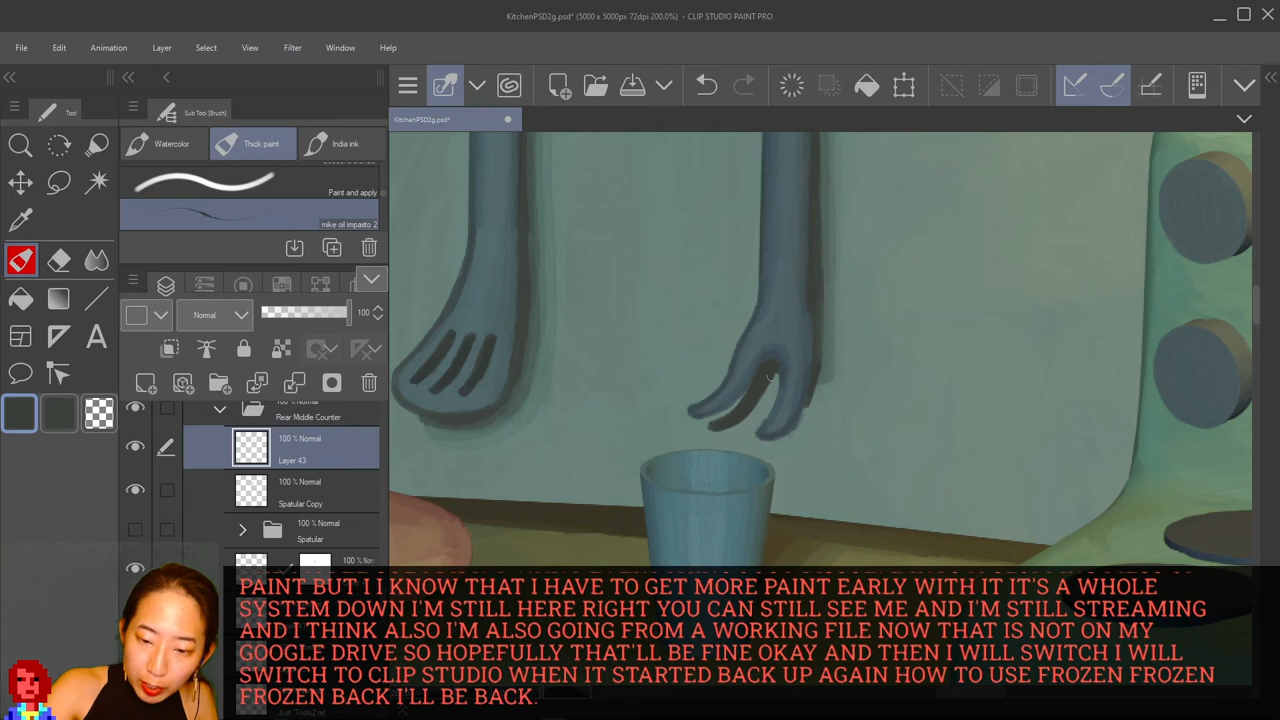 KitchenPSD2g.psd* (5000 x 5000px 72dpi 200.0%) - CLIP STUDIO PAINT PRO
File Edit Animation Layer Select View Filter Window Help
Tool
Sub Tool [Brush]
KitchenPSD2g.psd*
Watercolor Thick paint India ink
Paint and apply
mike oil impasto 2
Normal 100
Rear Middle Counter
100 % Normal
Layer 43
100 % Normal
Spatular Copy
100 % Normal
Spatular
PAINT BUT I I KNOW THAT I HAVE TO GET MORE PAINT EARLY WITH IT IT'S A WHOLE
SYSTEM DOWN I'M STILL HERE RIGHT YOU CAN STILL SEE ME AND I'M STILL STREAMING
AND I THINK ALSO I'M ALSO GOING FROM A WORKING FILE NOW THAT IS NOT ON MY
GOOGLE DRIVE SO HOPEFULLY THAT'LL BE FINE OKAY AND THEN I WILL SWITCH I WILL
SWITCH TO CLIP STUDIO WHEN IT STARTED BACK UP AGAIN HOW TO USE FROZEN FROZEN
FROZEN BACK I'LL BE BACK.